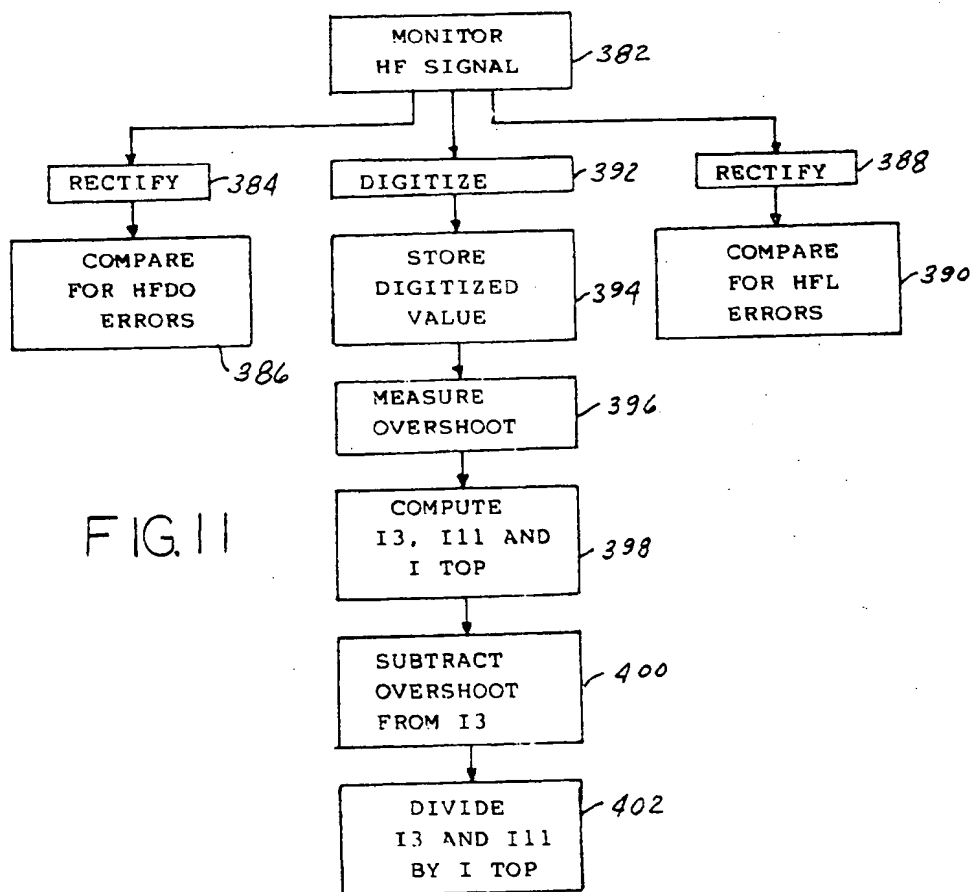 MONITOR
HF SIGNAL
382
RECTIFY
384
DIGITIZE
392
RECTIFY
388
COMPARE
FOR HFDO
ERRORS
386
STORE
DIGITIZED
VALUE
394
COMPARE
FOR HFL
ERRORS
390
MEASURE
OVERSHOOT
396
COMPUTE
I3, I11 AND
I TOP
398
FIG. 11
SUBTRACT
OVERSHOOT
FROM I3
400
DIVIDE
I3 AND I11
BY I TOP
402